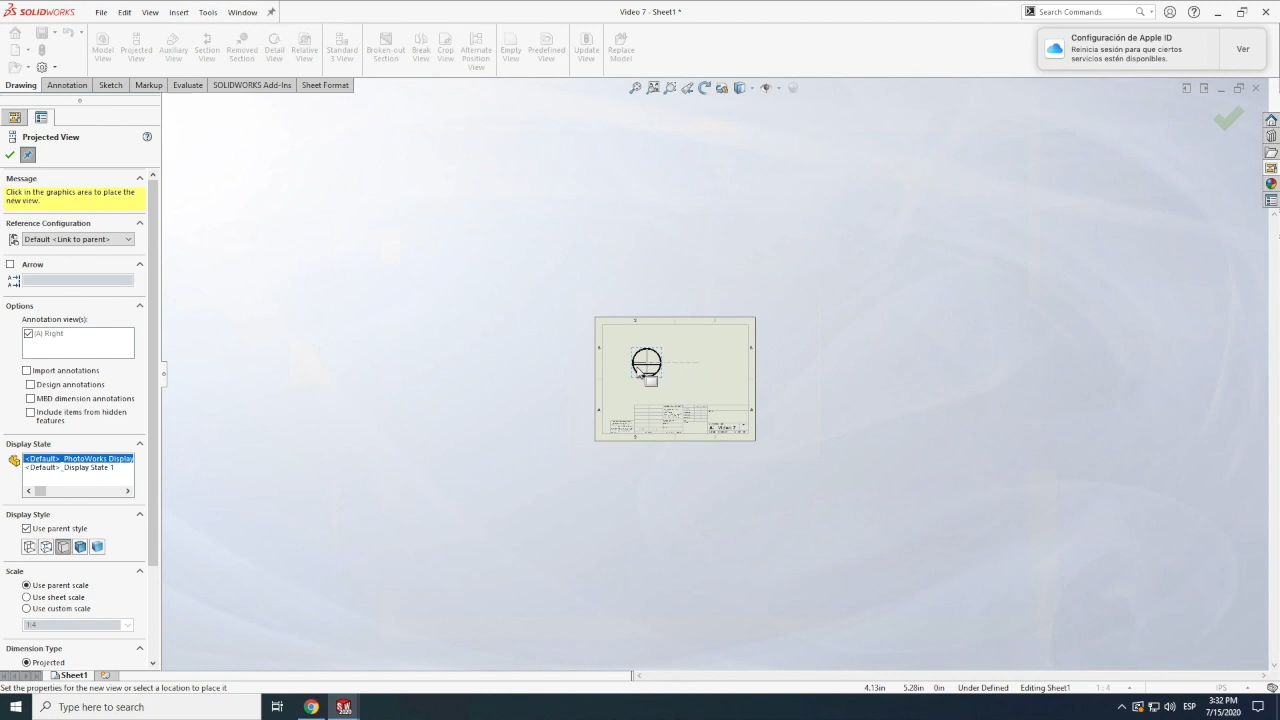 SOLIDWORKS
File
Edit
View
Insert
Tools
Window
Video 7 - Sheet1 *
Search Commands
Model View
Projected View
Auxiliary View
Section View
Removed Section
Detail View
Relative View
Standard 3 View
Broken-out Section
Break View
Crop View
Alternate Position View
Empty View
Predefined View
Update View
Replace Model
Configuración de Apple ID
Reinicia sesión para que ciertos
servicios estén disponibles.
Ver
Drawing
Annotation
Sketch
Markup
Evaluate
SOLIDWORKS Add-Ins
Sheet Format
Projected View
Message
Click in the graphics area to place the
new view.
Reference Configuration
Default <Link to parent>
Arrow
Options
Annotation view(s):
(A) Right
Import annotations
Design annotations
MBD dimension annotations
Include items from hidden
features
Display State
<Default>_PhotoWorks Display
<Default>_Display State 1
Display Style
Use parent style
Scale
Use parent scale
Use sheet scale
Use custom scale
1:4
Dimension Type
Projected
Video 7
Sheet1
Set the properties for the new view or select a location to place it
4.13in
5.28in
0in
Under Defined
Editing Sheet1
1 : 4
IPS
Type here to search
SW
2020
ESP
3:32 PM
7/15/2020